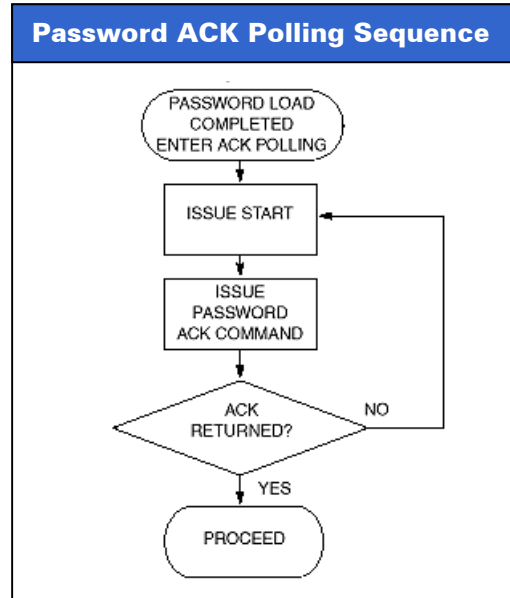 Password ACK Polling Sequence
PASSWORD LOAD
COMPLETED
ENTER ACK POLLING
ISSUE START
ISSUE
PASSWORD
ACK COMMAND
ACK
RETURNED?
NO
YES
PROCEED